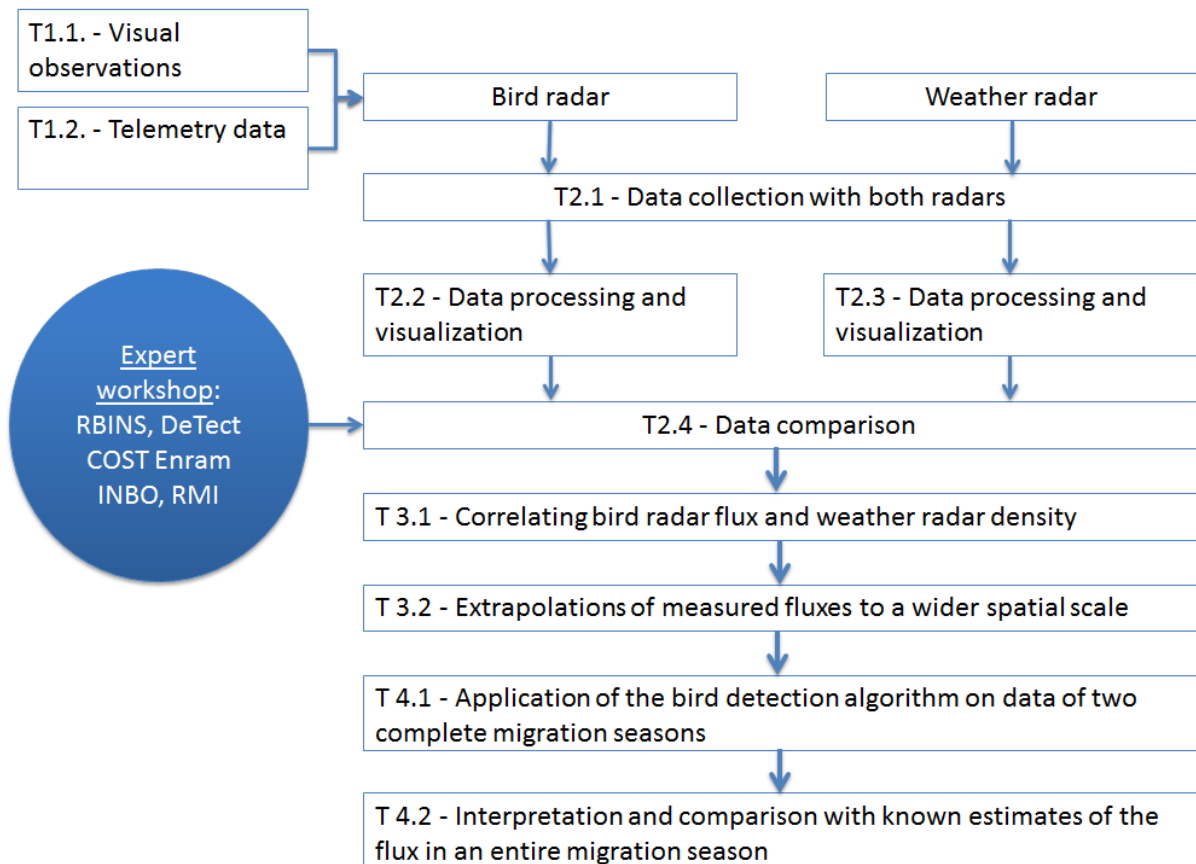 T1.1. - Visual
observations
T1.2. - Telemetry data
Bird radar
Weather radar
T2.1 - Data collection with both radars
T2.2 - Data processing and
visualization
T2.3 - Data processing and
visualization
Expert
workshop:
RBINS, DeTect
COST Enram
INBO, RMI
T2.4 - Data comparison
T 3.1 - Correlating bird radar flux and weather radar density
T 3.2 - Extrapolations of measured fluxes to a wider spatial scale
T 4.1 - Application of the bird detection algorithm on data of two
complete migration seasons
T 4.2 - Interpretation and comparison with known estimates of the
flux in an entire migration season